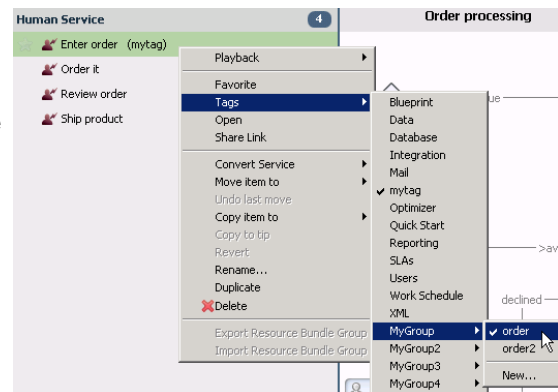 Human Service 4
Order processing
Enter order (mytag)
Order it
Review order
Ship product
Playback
Favorite
Tags
Open
Share Link
Convert Service
Move item to
Undo last move
Copy item to
Copy to tip
Revert
Rename...
Duplicate
Delete
Export Resource Bundle Group
Import Resource Bundle Group
Blueprint
Data
Database
Integration
Mail
mytag
Optimizer
Quick Start
Reporting
SLAs
Users
Work Schedule
XML
MyGroup
MyGroup2
MyGroup3
MyGroup4
order
order2
New...
declined